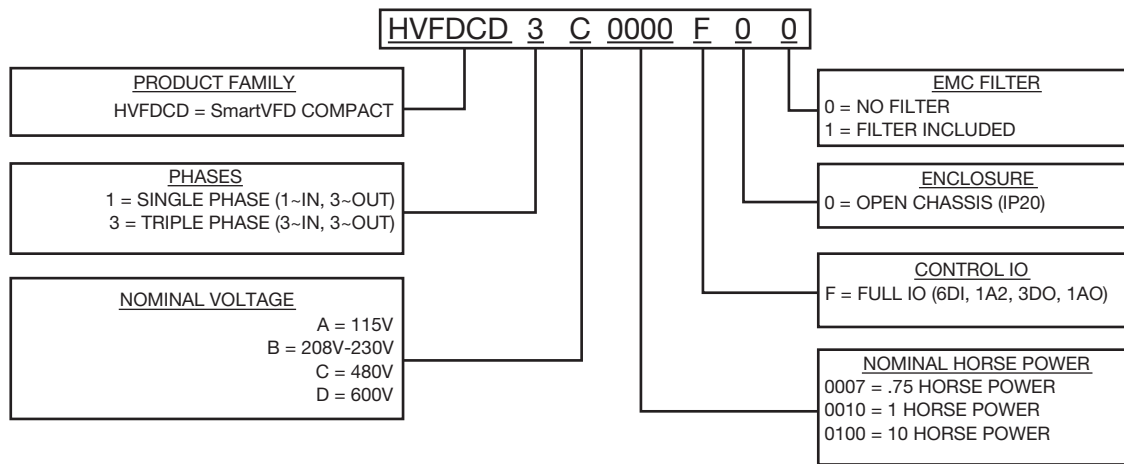 HVFDCD 3 C 0000 F 0 0
PRODUCT FAMILY
HVFDCD = SmartVFD COMPACT
PHASES
1 = SINGLE PHASE (1~IN, 3~OUT)
3 = TRIPLE PHASE (3~IN, 3~OUT)
NOMINAL VOLTAGE
A = 115V
B = 208V-230V
C = 480V
D = 600V
EMC FILTER
0 = NO FILTER
1 = FILTER INCLUDED
ENCLOSURE
0 = OPEN CHASSIS (IP20)
CONTROL IO
F = FULL IO (6DI, 1A2, 3DO, 1AO)
NOMINAL HORSE POWER
0007 = .75 HORSE POWER
0010 = 1 HORSE POWER
0100 = 10 HORSE POWER